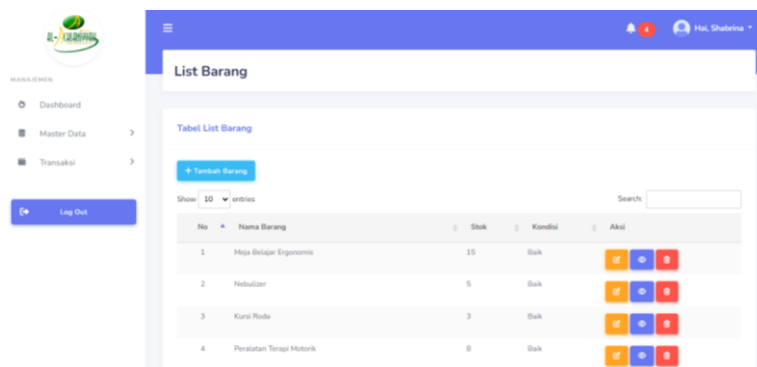 Hai, Shabrina
4
MANAJEMEN
Dashboard
Master Data
Transaksi
Log Out
List Barang
Tabel List Barang
+ Tambah Barang
Show 10 entries
Search:
No Nama Barang Stok Kondisi Aksi
1 Meja Belajar Ergonomis 15 Baik
2 Nebulizer 5 Baik
3 Kursi Roda 3 Baik
4 Peralatan Terapi Motorik 8 Baik